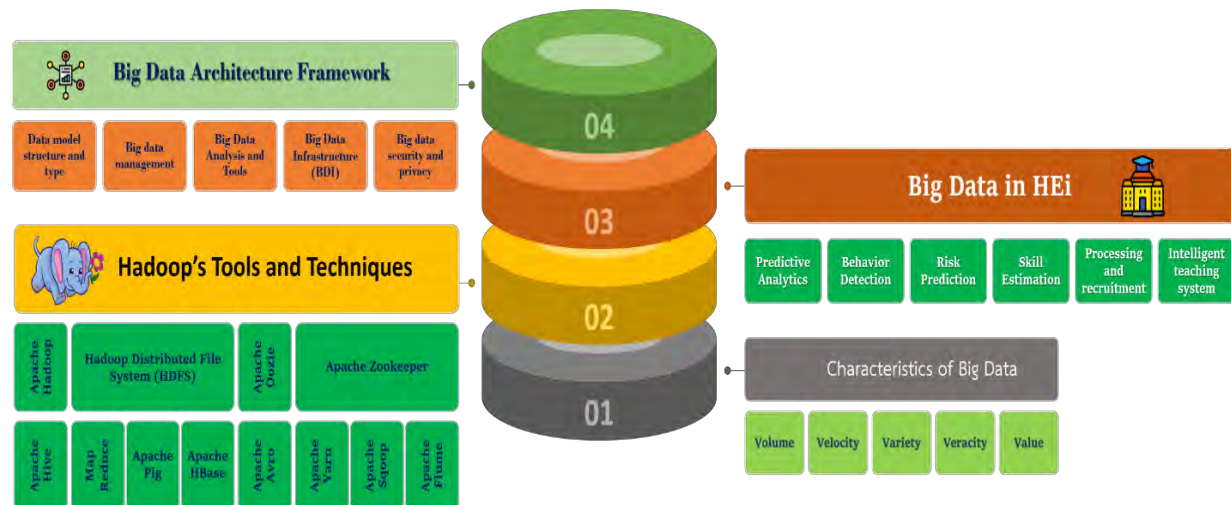 Big Data Architecture Framework
Data model
structure and
type
Big data
management
Big Data
Analysis and
Tools
Big Data
Infrastructure
(BDI)
Big data
security and
privacy
Hadoop's Tools and Techniques
Apache
Hadoop
Hadoop Distributed File
System (HDFS)
Apache
Oozie
Apache Zookeeper
Apache
Hive
Map
Reduce
Apache
Pig
Apache
HBase
Apache
Avro
Apache
Yarn
Apache
Sqoop
Apache
Flume
04
03
02
01
Big Data in HEi
Predictive
Analytics
Behavior
Detection
Risk
Prediction
Skill
Estimation
Processing
and
recruitment
Intelligent
teaching
system
Characteristics of Big Data
Volume
Velocity
Variety
Veracity
Value